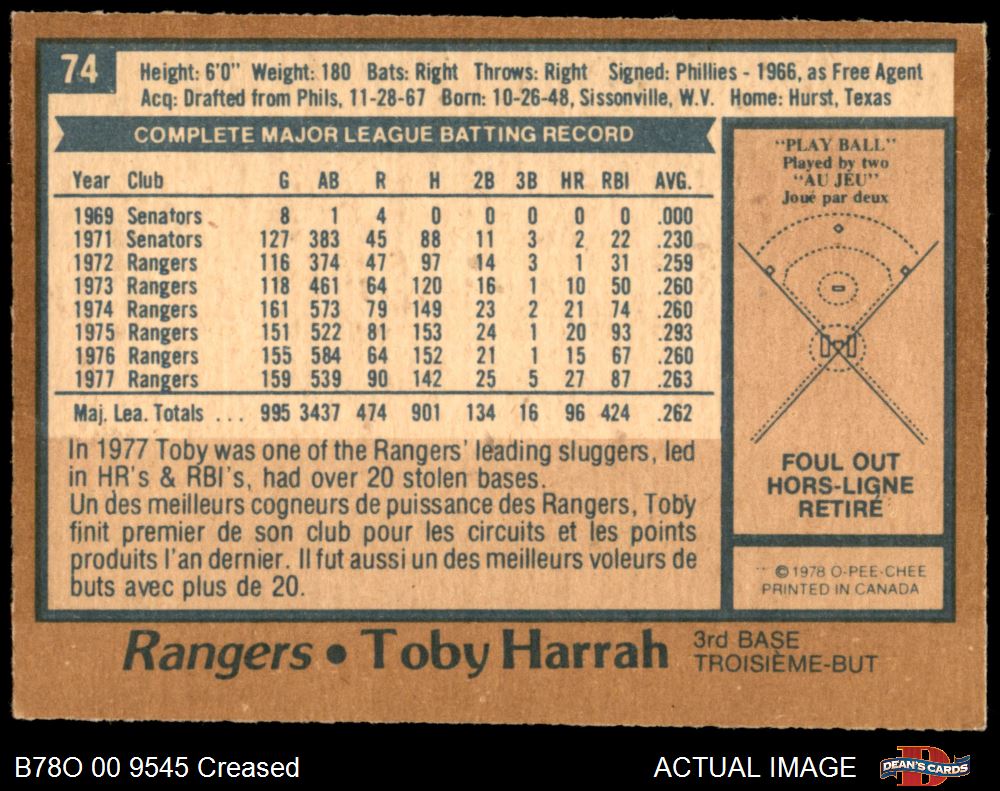 74
Height: 6'0" Weight: 180 Bats: Right Throws: Right Signed: Phillies - 1966, as Free Agent
Acq: Drafted from Phils, 11-28-67 Born: 10-26-48, Sissonville, W.V. Home: Hurst, Texas
COMPLETE MAJOR LEAGUE BATTING RECORD
Year Club G AB R H 2B 3B HR RBI AVG.
1969 Senators 8 1 4 0 0 0 0 0 .000
1971 Senators 127 383 45 88 11 3 2 22 .230
1972 Rangers 116 374 47 97 14 3 1 31 .259
1973 Rangers 118 461 64 120 16 1 10 50 .260
1974 Rangers 161 573 79 149 23 2 21 74 .260
1975 Rangers 151 522 81 153 24 1 20 93 .293
1976 Rangers 155 584 64 152 21 1 15 67 .260
1977 Rangers 159 539 90 142 25 5 27 87 .263
Maj. Lea. Totals ... 995 3437 474 901 134 16 96 424 .262
In 1977 Toby was one of the Rangers' leading sluggers, led
in HR's & RBI's, had over 20 stolen bases.
Un des meilleurs cogneurs de puissance des Rangers, Toby
finit premier de son club pour les circuits et les points
produits l'an dernier. Il fut aussi un des meilleurs voleurs de
buts avec plus de 20.
"PLAY BALL"
Played by two
"AU JEU"
Joué par deux
FOUL OUT
HORS-LIGNE
RETIRÉ
© 1978 O-PEE-CHEE
PRINTED IN CANADA
Rangers • Toby Harrah
3rd BASE
TROISIÈME-BUT
B78O 00 9545 Creased
ACTUAL IMAGE
DEAN'S CARDS